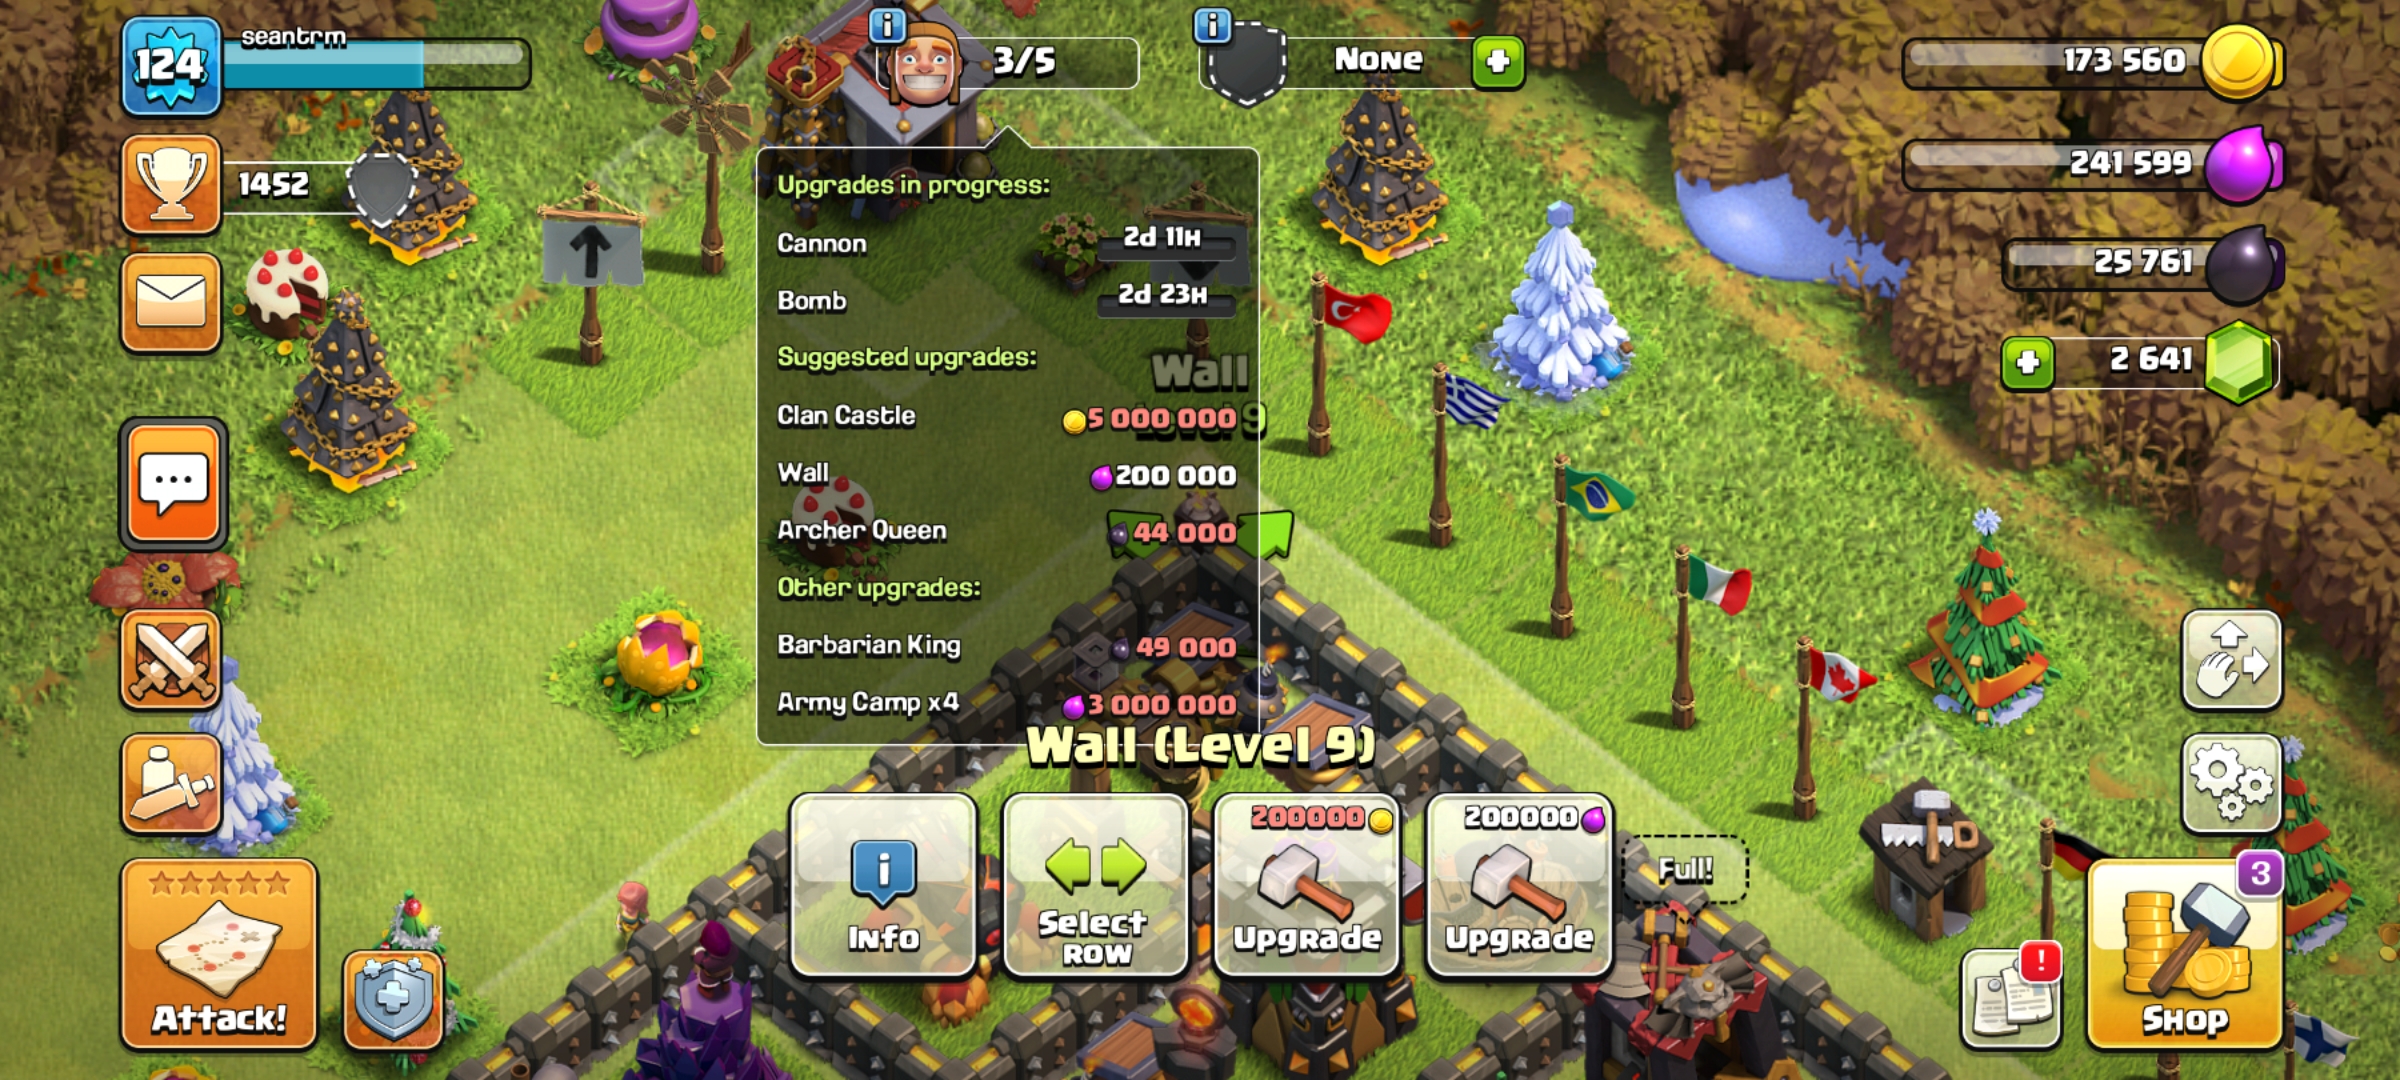 124
seantrm
3/5
None
173 560
1452
241 599
25 761
2 641
Upgrades in progress:
Cannon 2d 11H
Bomb 2d 23H
Suggested upgrades:
Clan Castle 5 000 000
Wall 200 000
Archer Queen 44 000
Other upgrades:
Barbarian King 49 000
Army Camp x4 3 000 000
Wall
Level 9
Wall (Level 9)
Info
Select
Row
200000
Upgrade
200000
Upgrade
Full!
Attack!
3
!
Shop